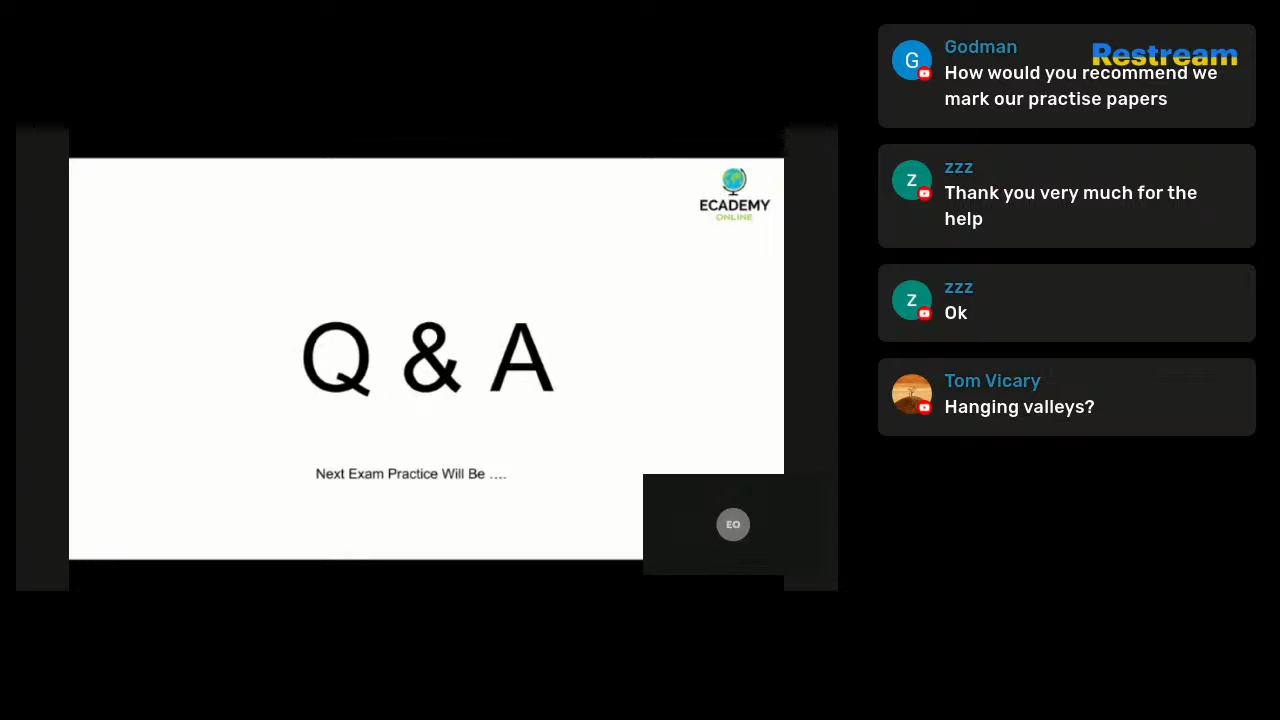 ECADEMY
ONLINE
Q & A
Next Exam Practice Will Be ....
EO
Restream
G
Godman
How would you recommend we
mark our practise papers
Z
zzz
Thank you very much for the
help
Z
zzz
Ok
Tom Vicary
Hanging valleys?